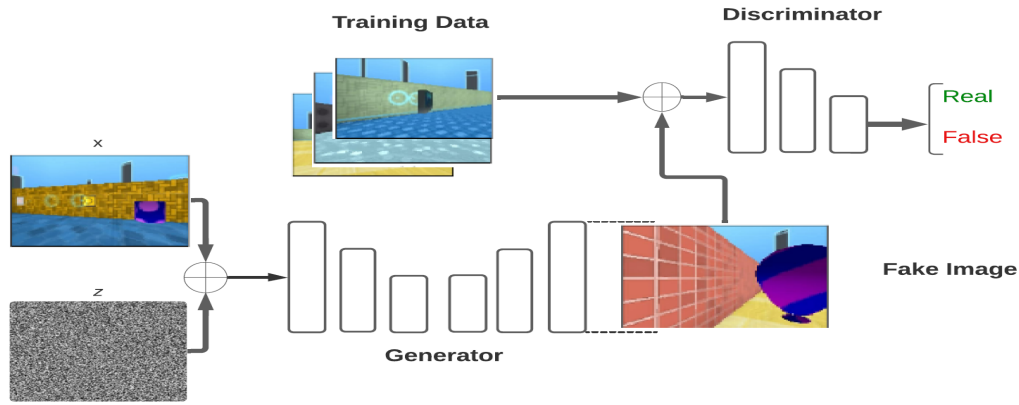 Training Data
Discriminator
Real
False
x
z
Generator
Fake Image